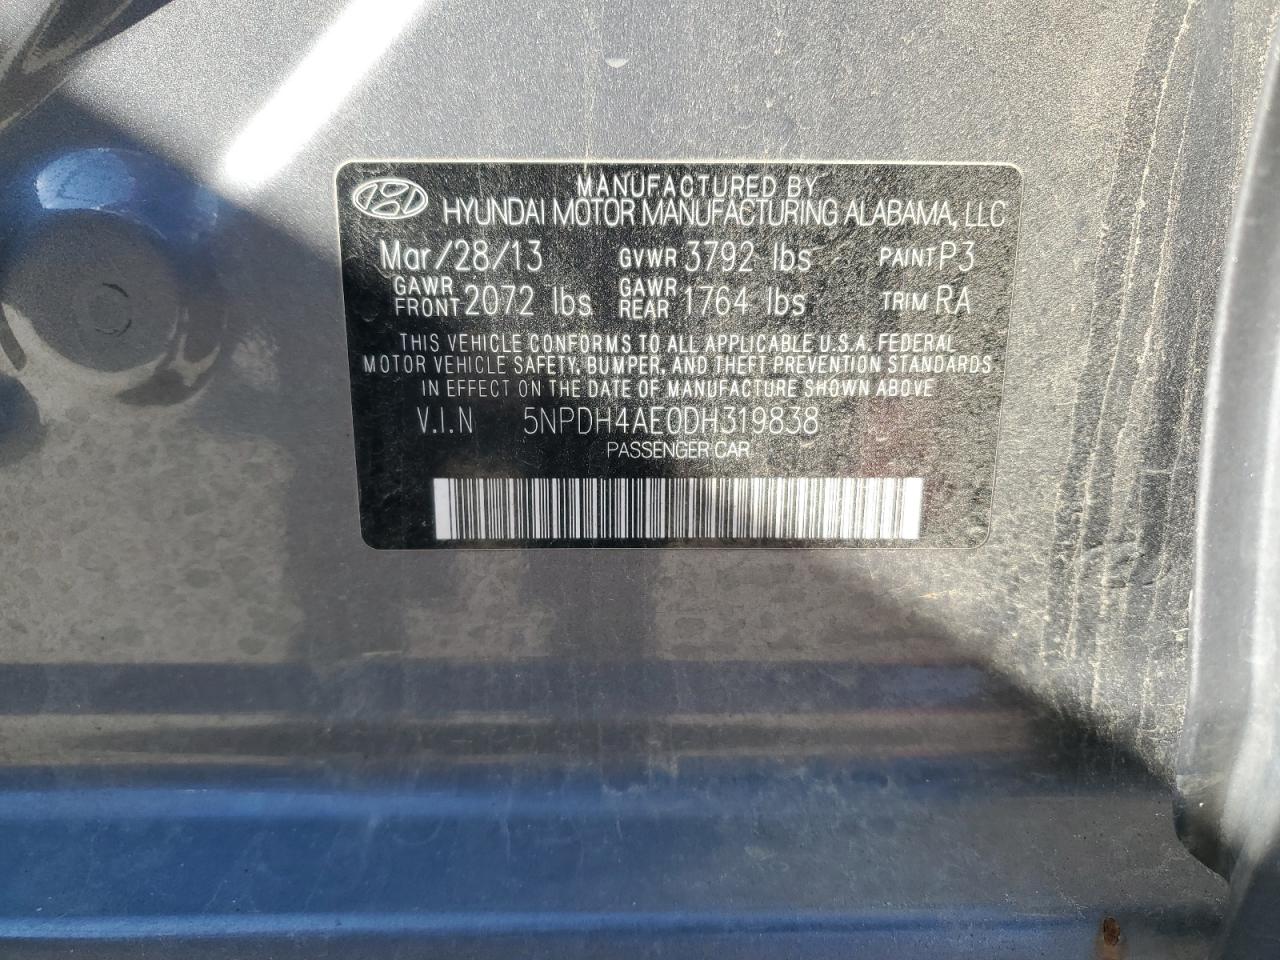 MANUFACTURED BY
HYUNDAI MOTOR MANUFACTURING ALABAMA, LLC
Mar/28/13 GVWR 3792 lbs PAINT P3
GAWR FRONT 2072 lbs GAWR REAR 1764 lbs TRIM RA
THIS VEHICLE CONFORMS TO ALL APPLICABLE U.S.A. FEDERAL
MOTOR VEHICLE SAFETY, BUMPER, AND THEFT PREVENTION STANDARDS
IN EFFECT ON THE DATE OF MANUFACTURE SHOWN ABOVE
V.I.N 5NPDH4AE0DH319838
PASSENGER CAR